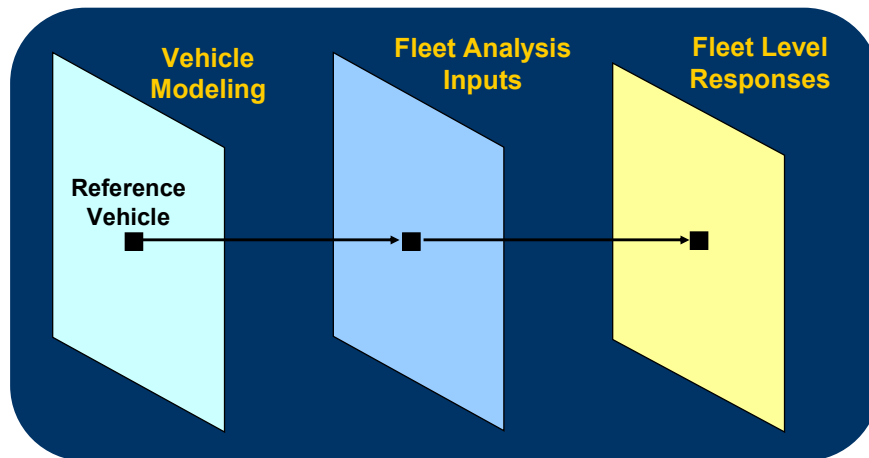 Vehicle
Modeling
Fleet Analysis
Inputs
Fleet Level
Responses
Reference
Vehicle